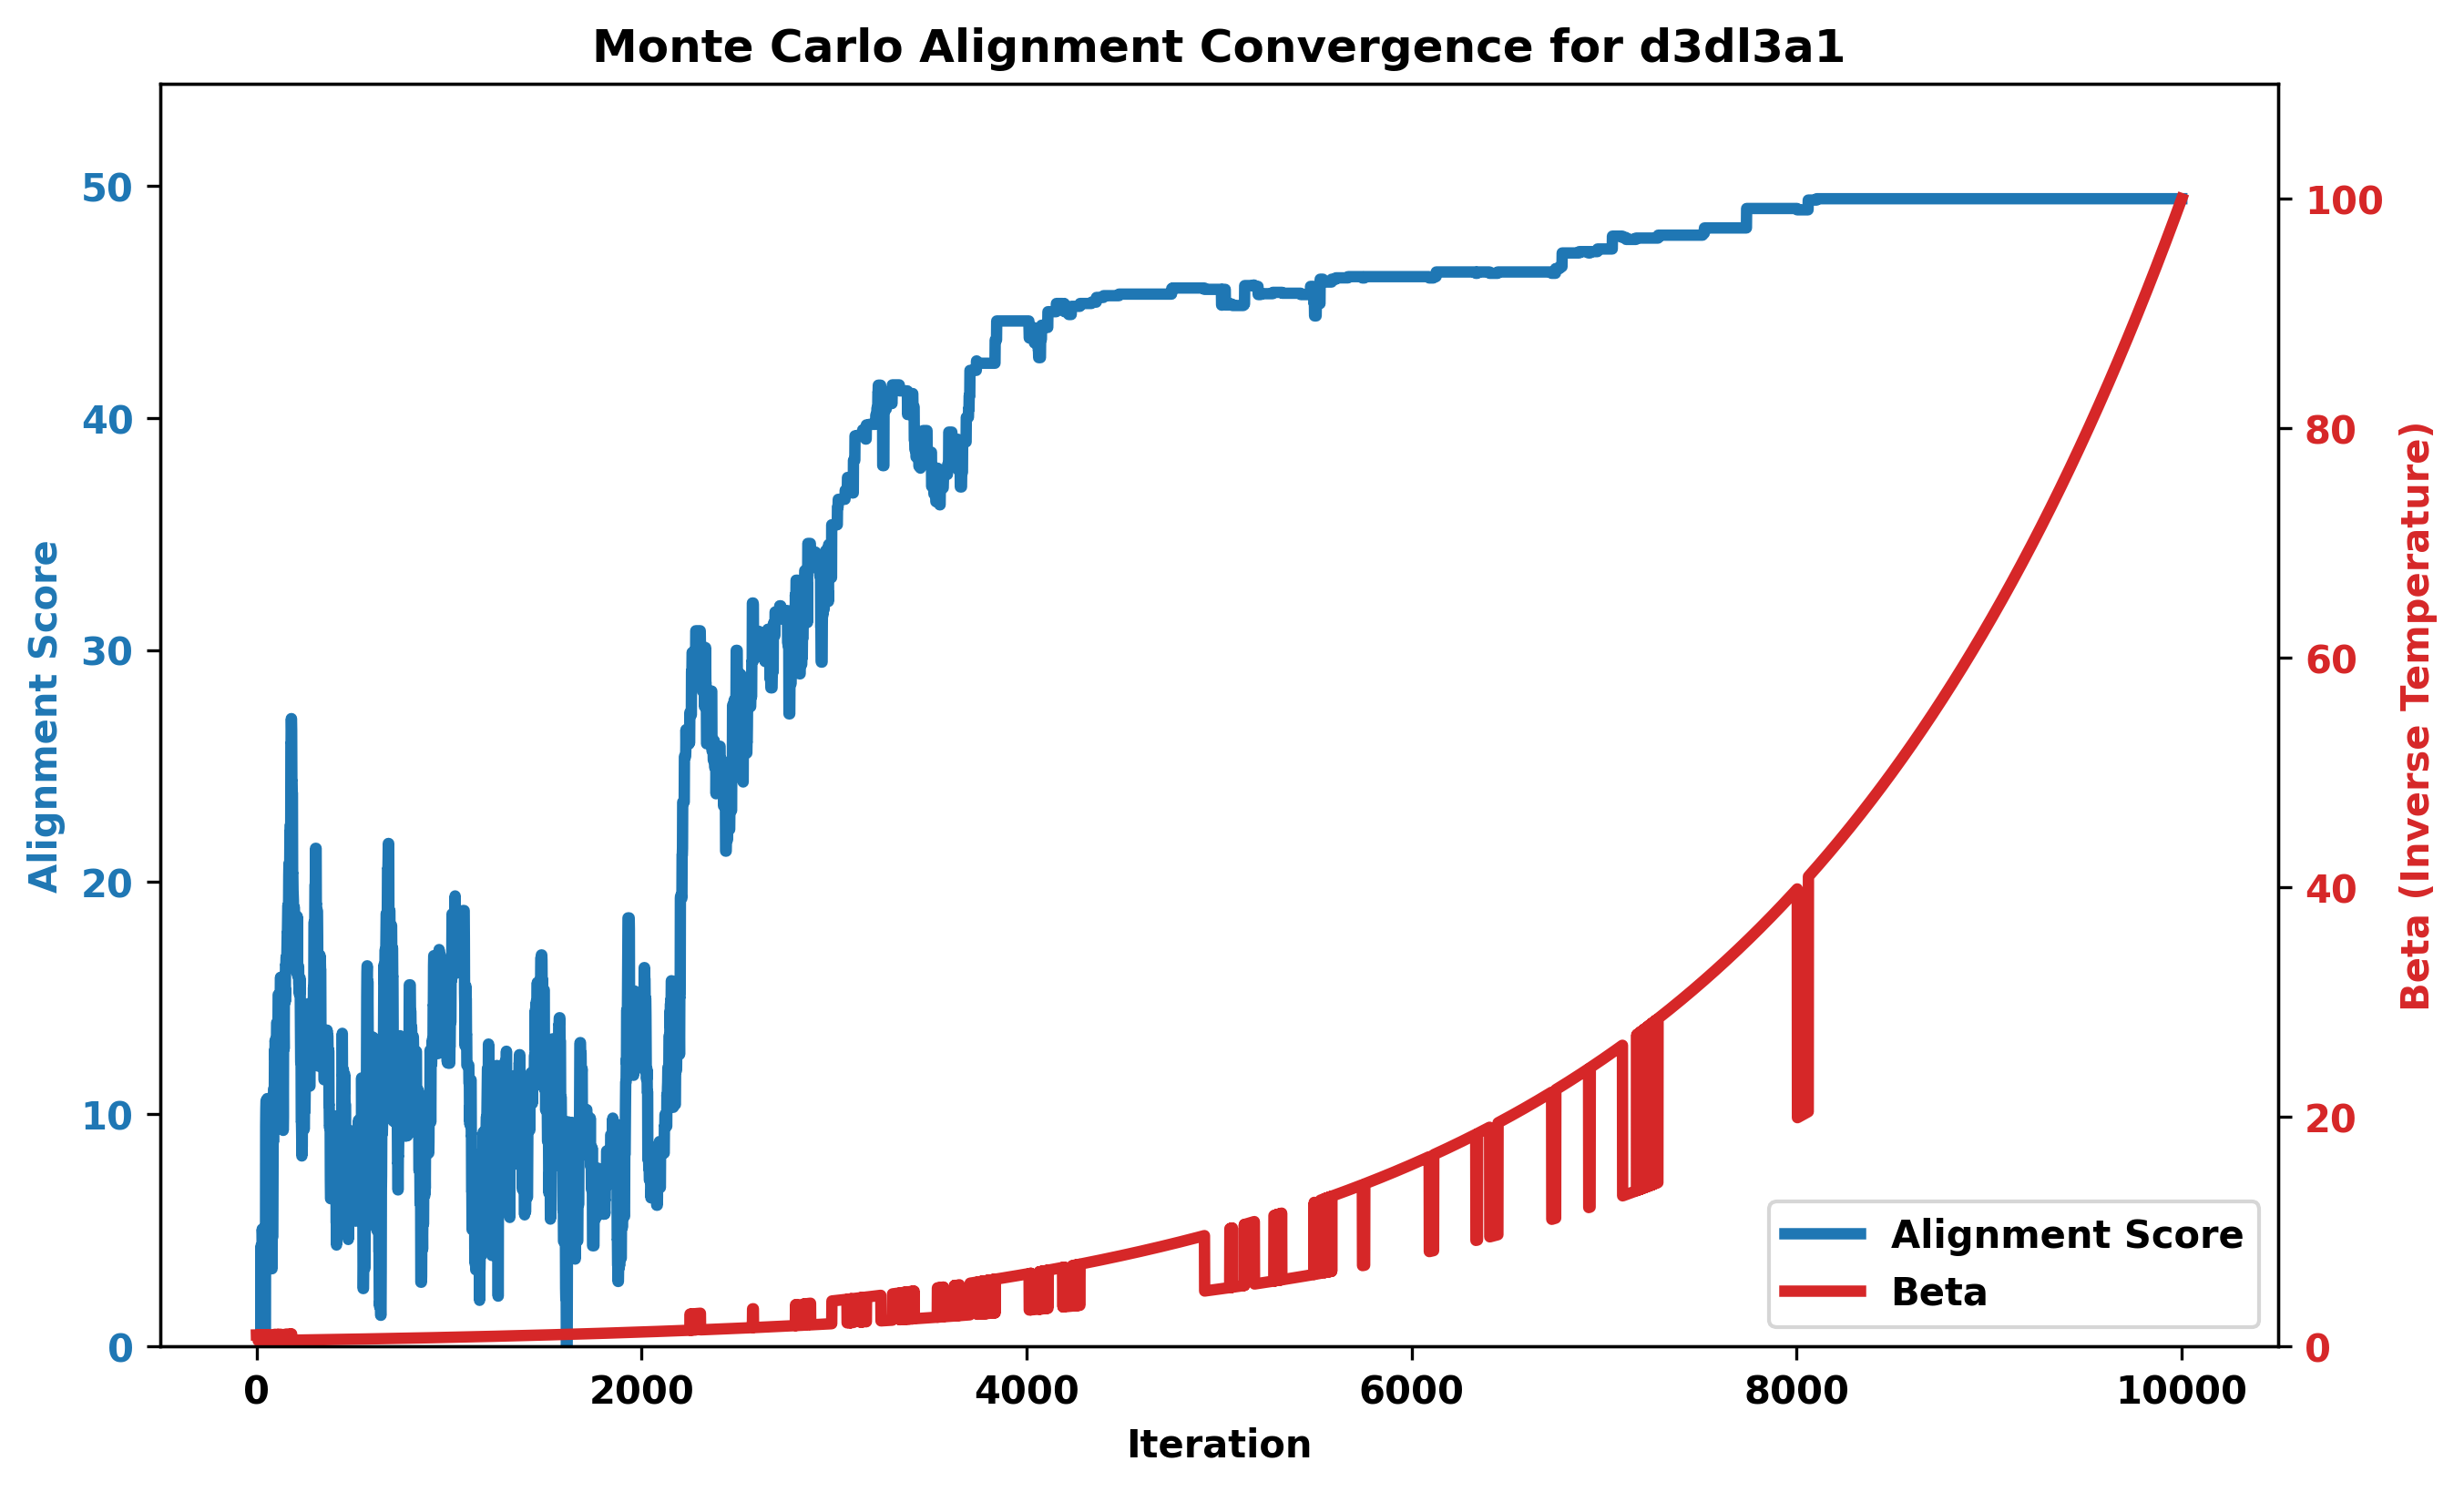 Monte Carlo Alignment Convergence for d3dl3a1
Alignment Score
50
40
30
20
10
0
100
80
60
40
20
0
Beta (Inverse Temperature)
Alignment Score
Beta
0 2000 4000 6000 8000 10000
Iteration